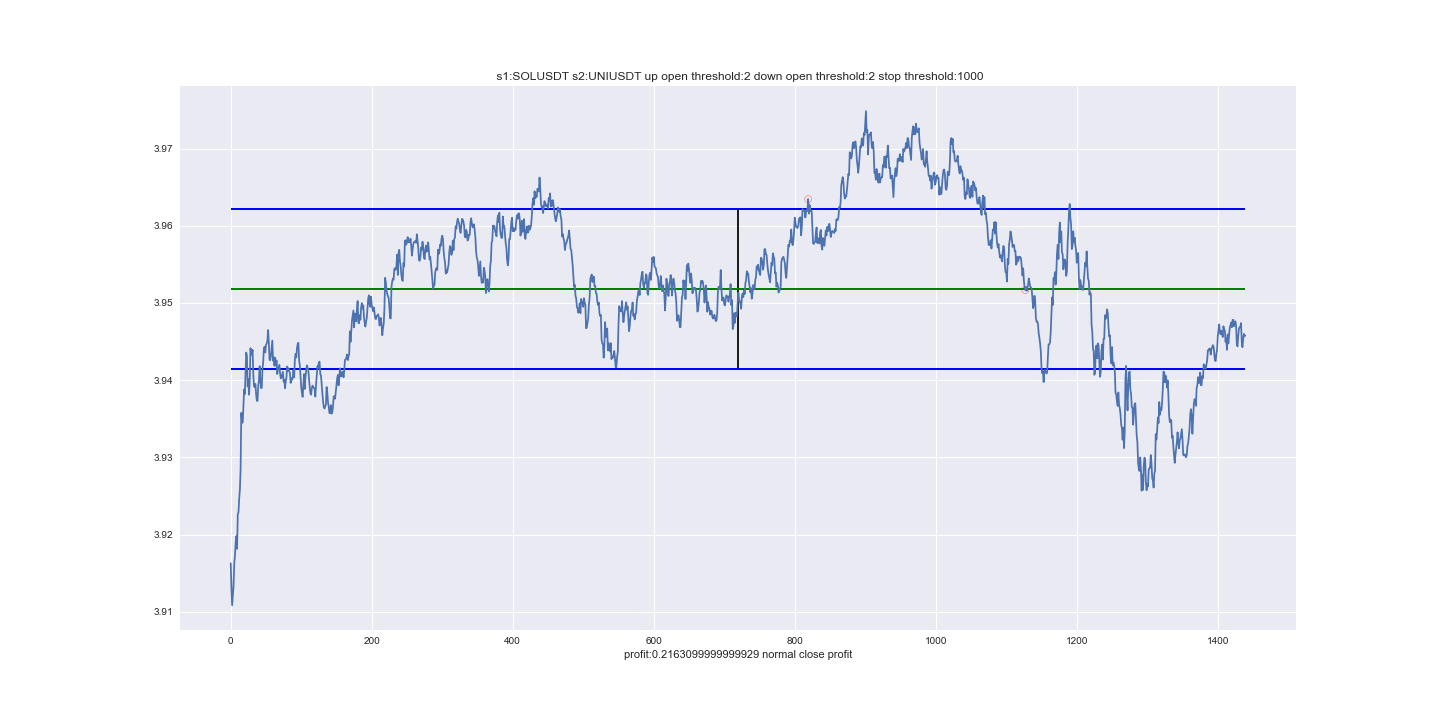 s1:SOLUSDT s2:UNIUSDT up open threshold:2 down open threshold:2 stop threshold:1000
3.97
3.96
3.95
3.94
3.93
3.92
3.91
0 200 400 600 800 1000 1200 1400
profit:0.2163099999999929 normal close profit